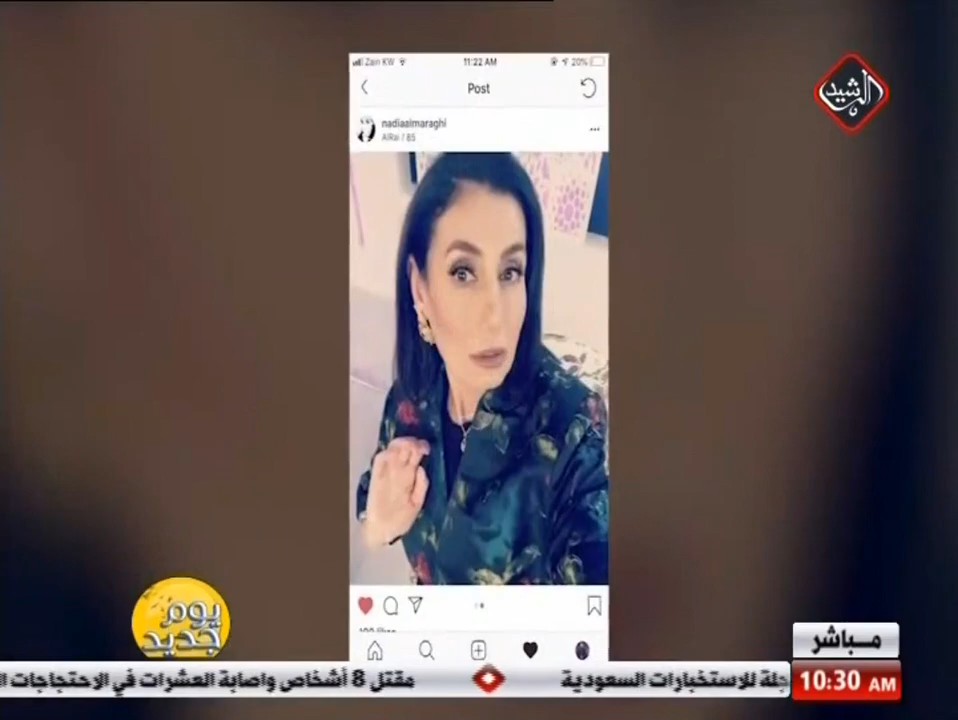 Zain KW
11:22 AM
20%
Post
nadiaalmaraghi
AlRai / 85
الرشيد
يوم جديد
مباشر
10:30 AM
جلة للاستخبارات السعودية
مقتل 8 أشخاص واصابة العشرات في الاحتجاجات